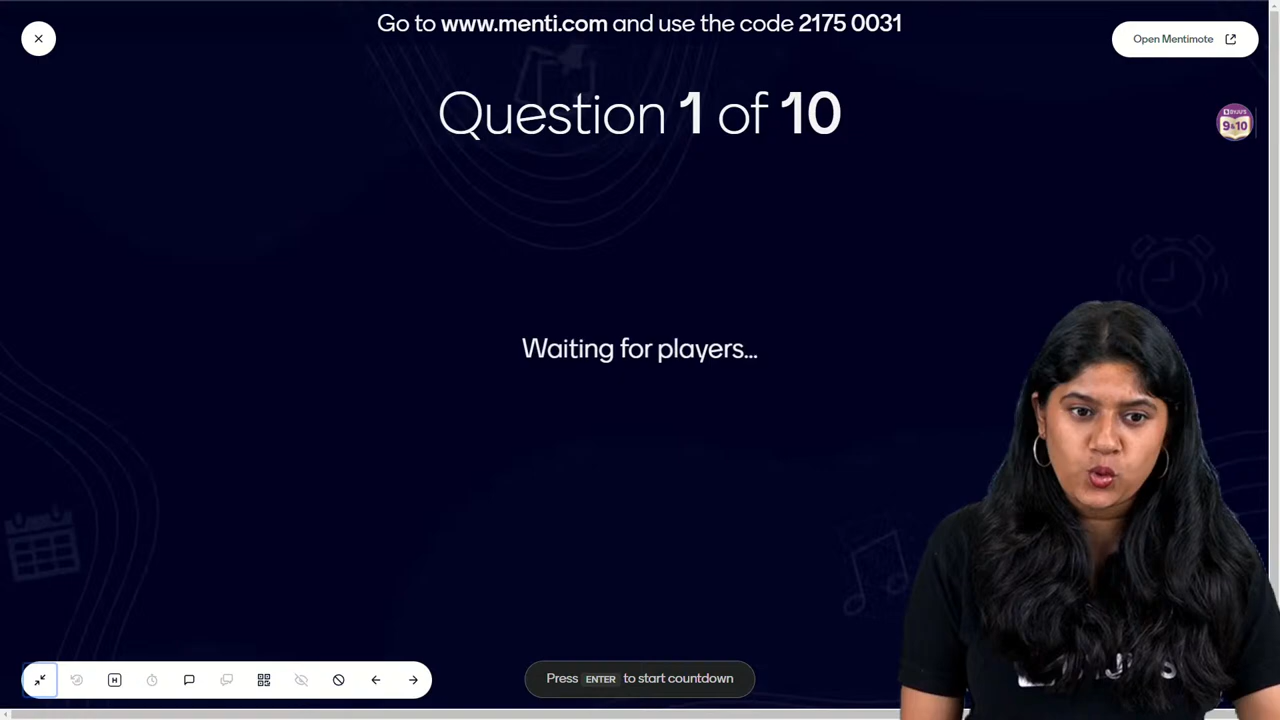 Go to www.menti.com and use the code 2175 0031
Open Mentimote
Question 1 of 10
BYJU'S
9&10
Waiting for players...
H
Press ENTER to start countdown